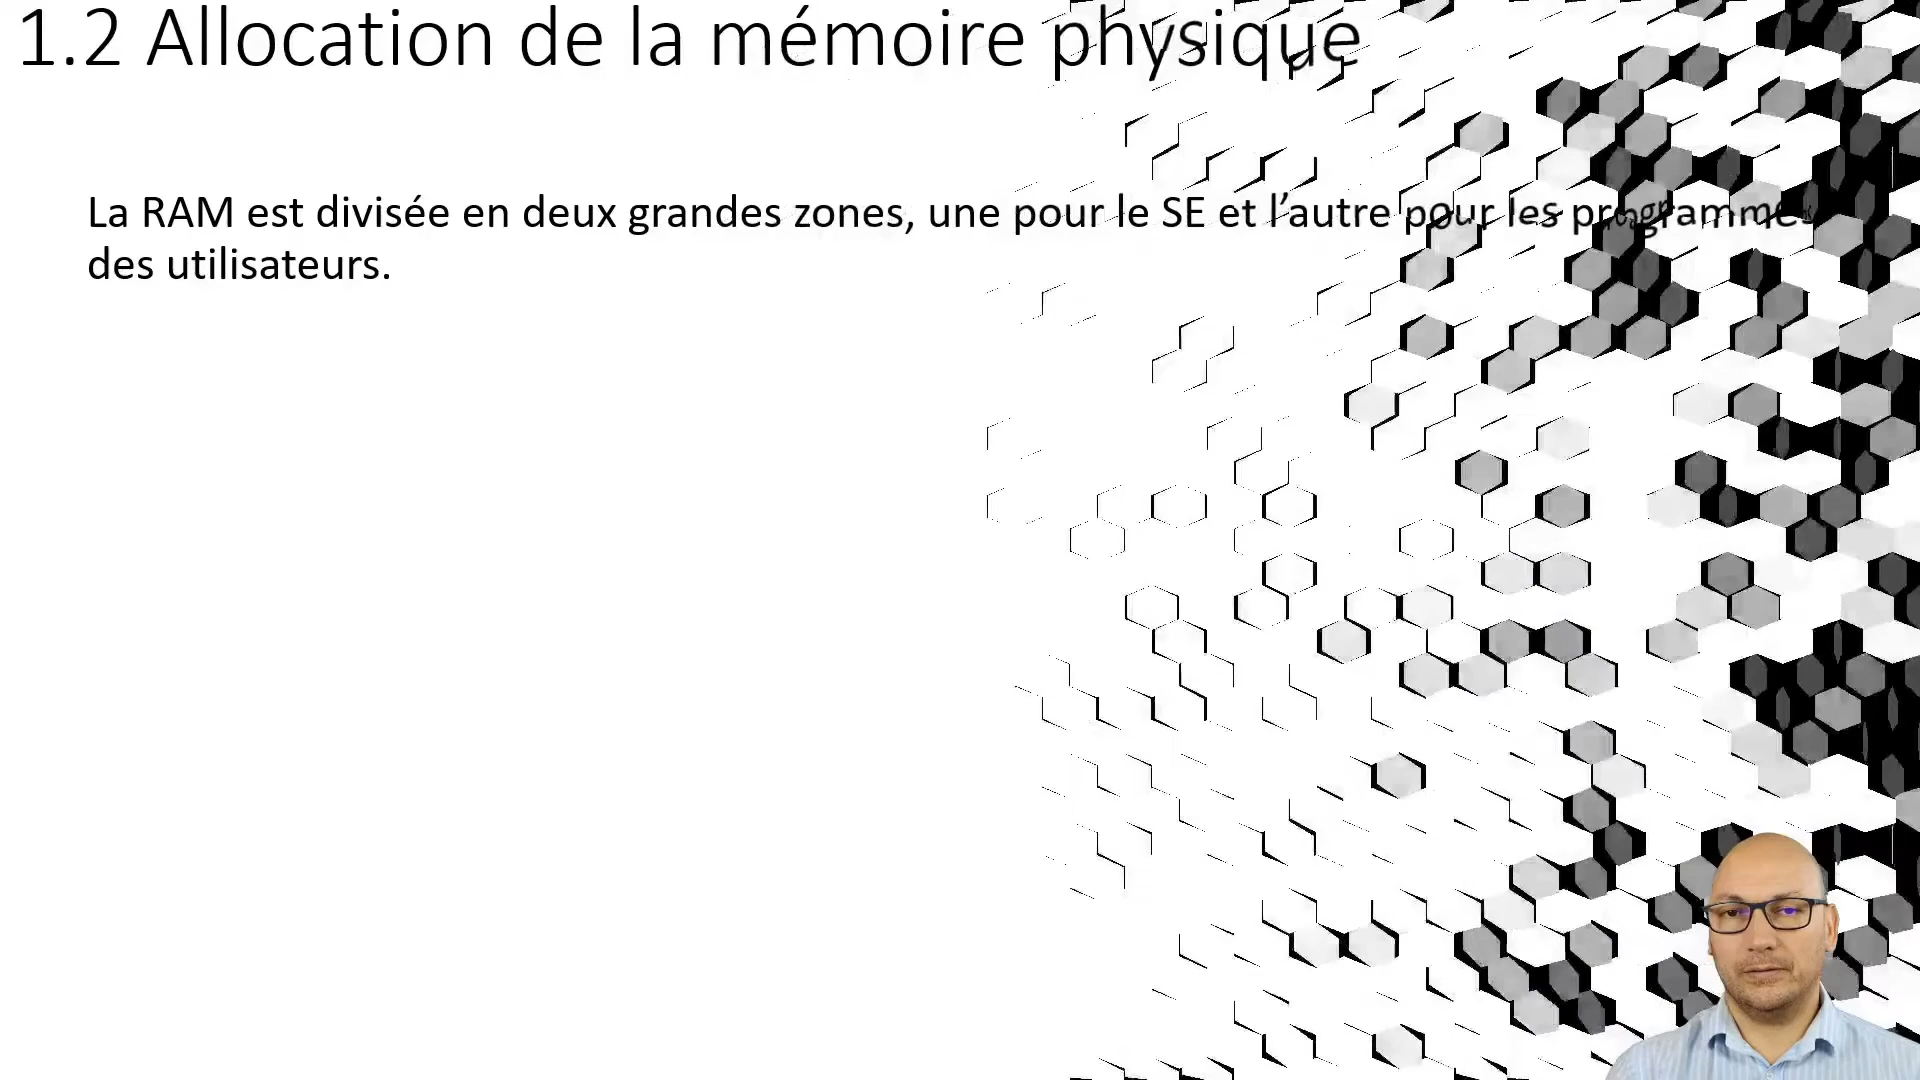 1.2 Allocation de la mémoire physique
La RAM est divisée en deux grandes zones, une pour le SE et l’autre pour les programmes
des utilisateurs.